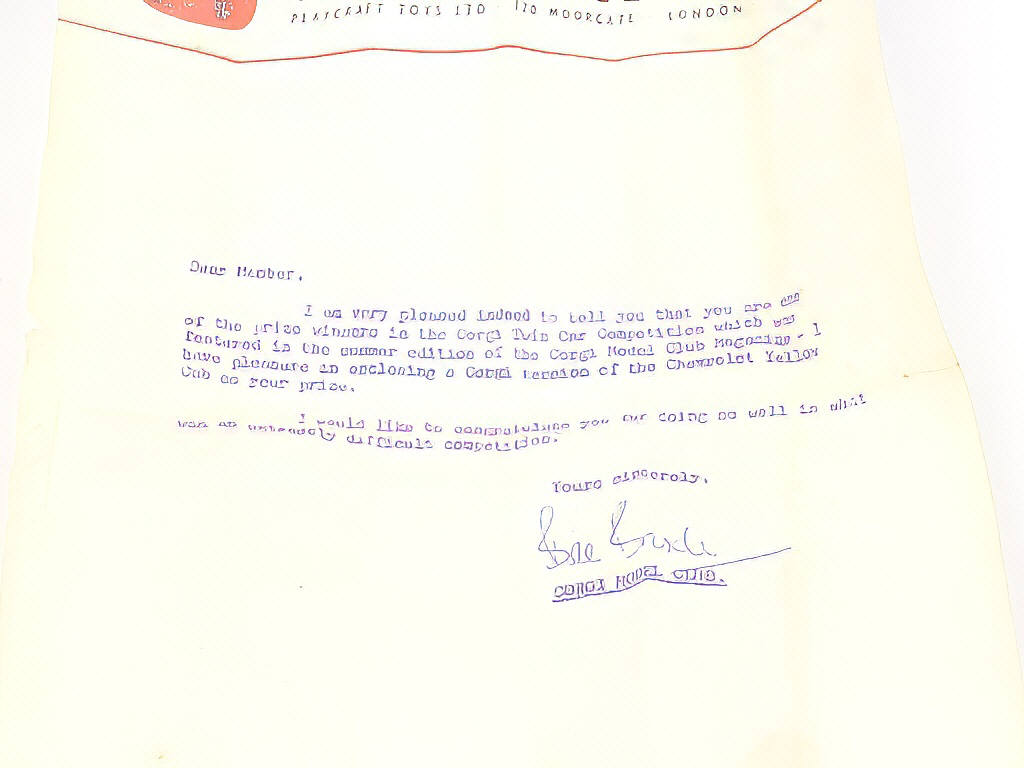 PLAYCRAFT TOYS LTD · 120 MOORGATE · LONDON
Dear Member,
I am very pleased indeed to tell you that you are one
of the prize winners in the Corgi Twin Car Competition which was
featured in the summer edition of the Corgi Model Club Magazine - I
have pleasure in enclosing a Corgi version of the Chevrolet Yellow
Cab as your prize.
I would like to congratulate you for doing so well in what
was an extremely difficult competition.
Yours sincerely,
CORGI MODEL CLUB.